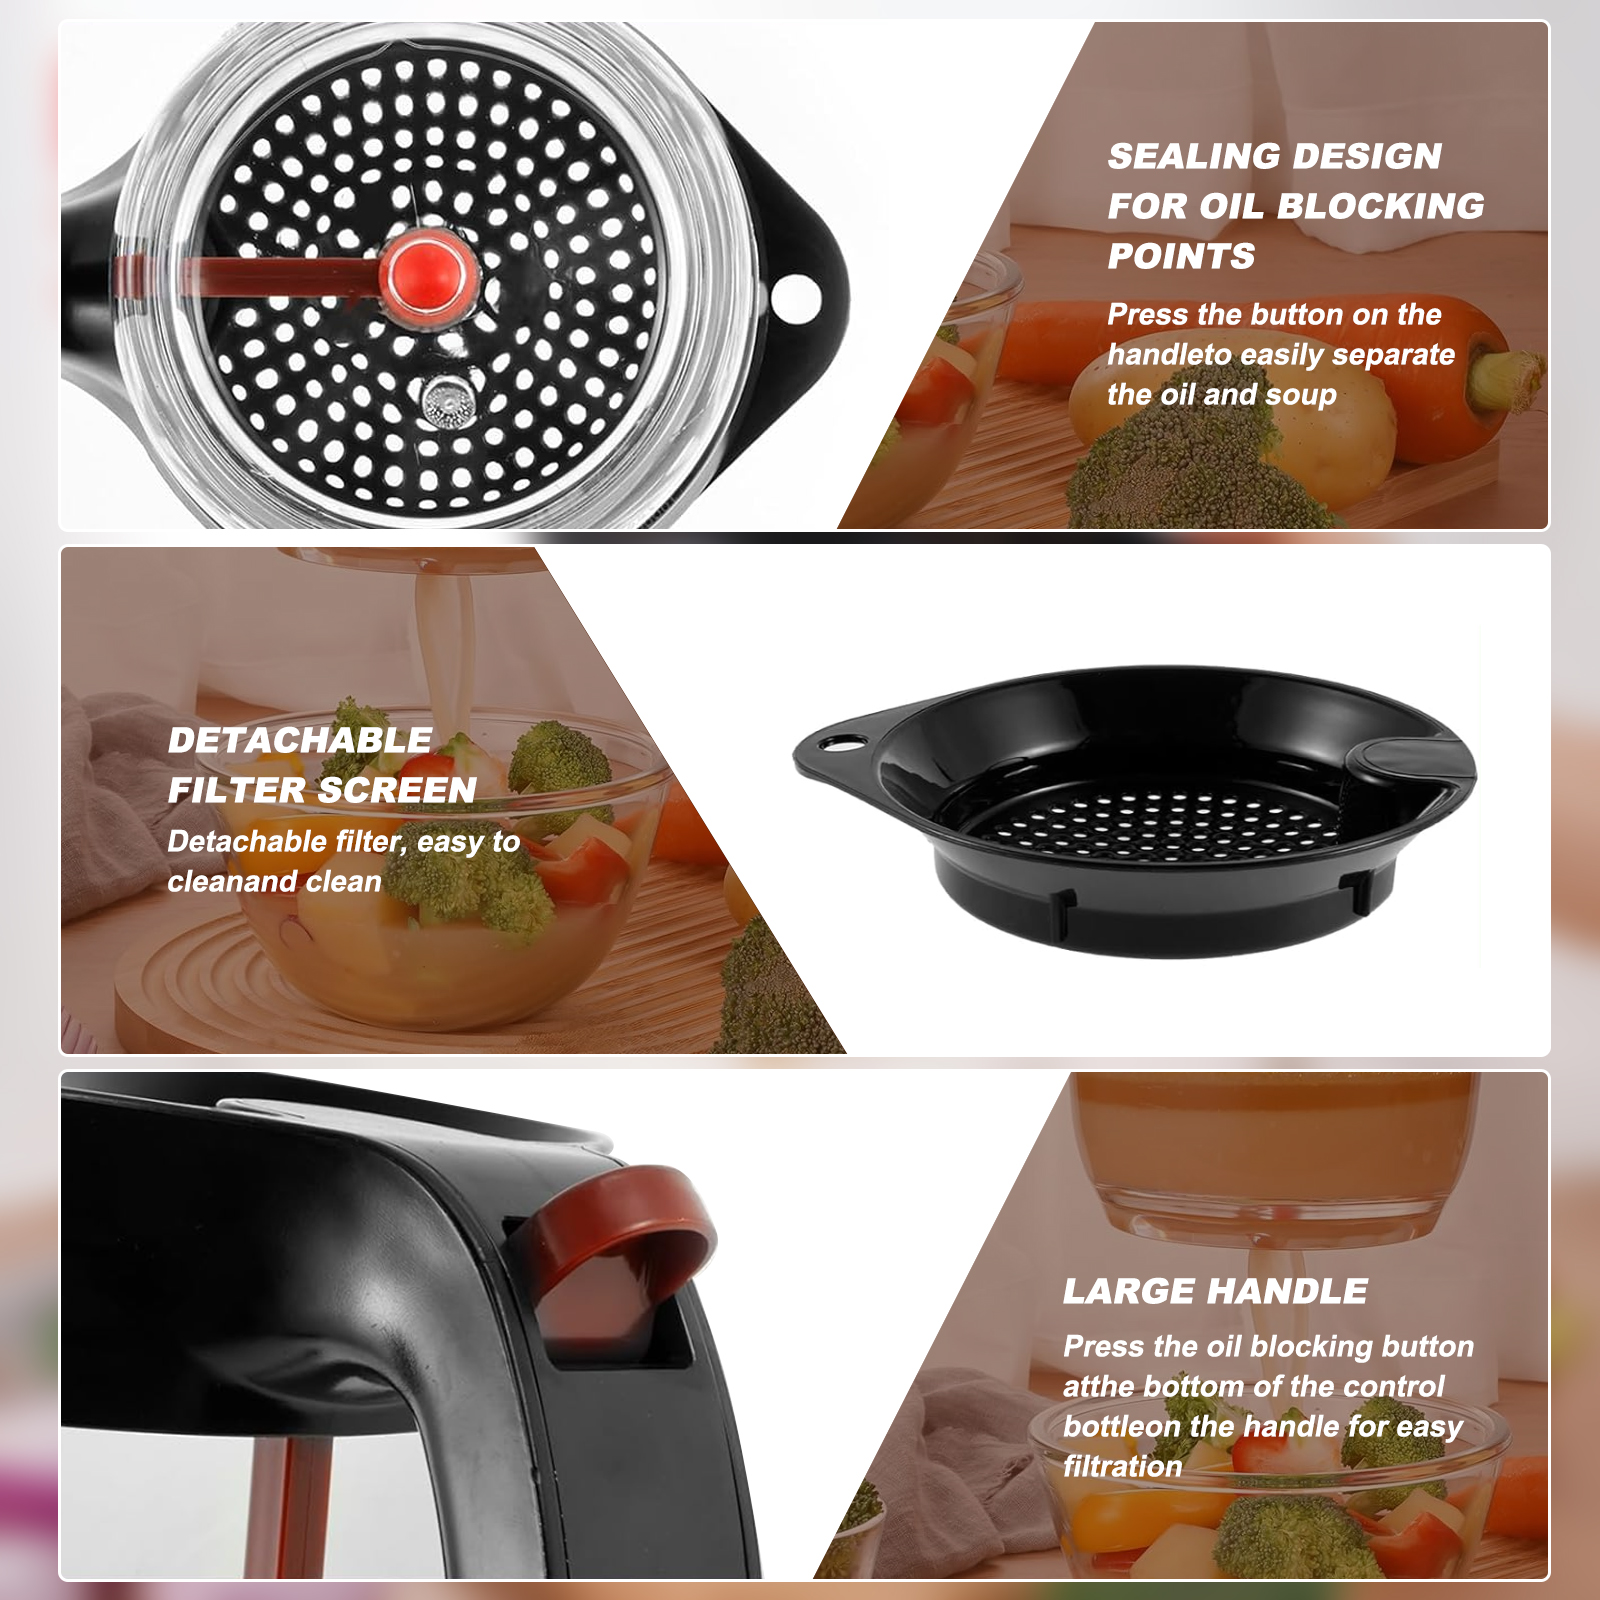 SEALING DESIGN
FOR OIL BLOCKING
POINTS
Press the button on the
handleto easily separate
the oil and soup
DETACHABLE
FILTER SCREEN
Detachable filter, easy to
cleanand clean
LARGE HANDLE
Press the oil blocking button
atthe bottom of the control
bottleon the handle for easy
filtration